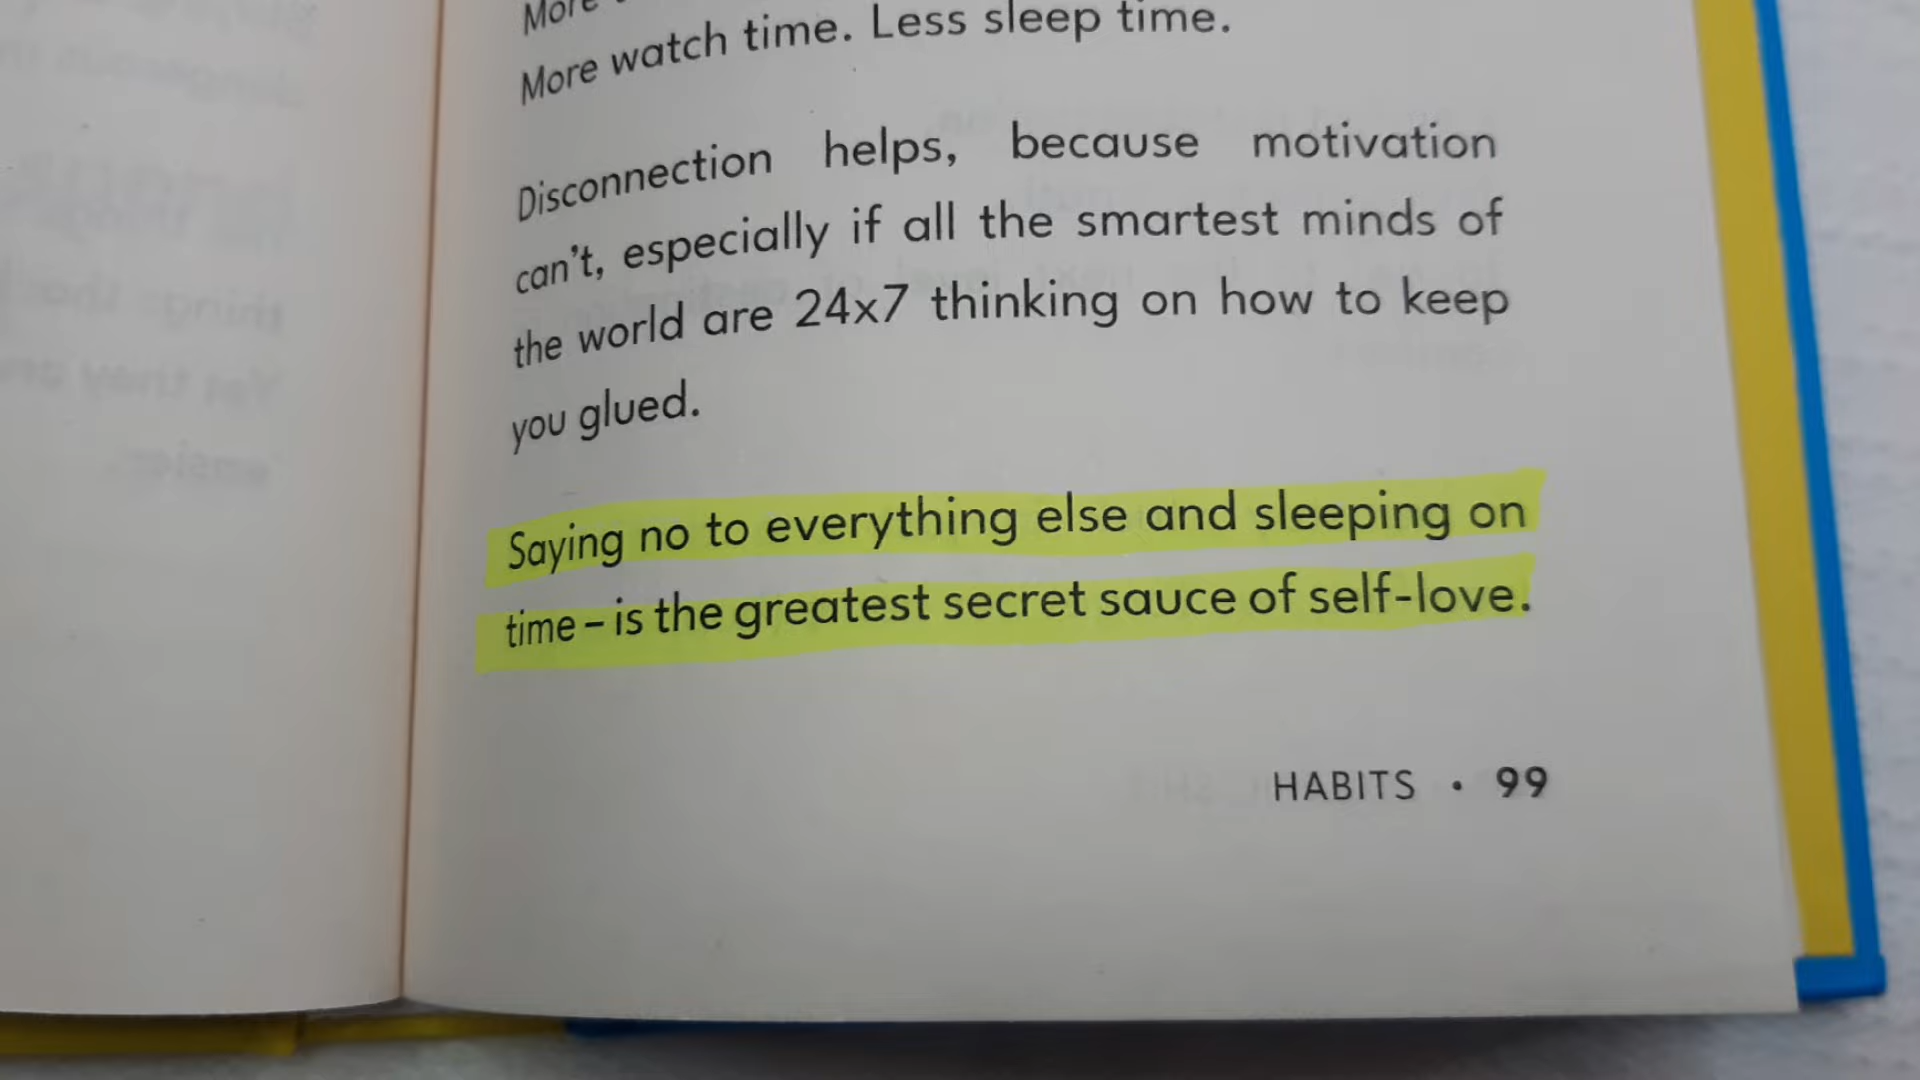 More
More watch time. Less sleep time.
Disconnection helps, because motivation
can't, especially if all the smartest minds of
the world are 24x7 thinking on how to keep
you glued.
Saying no to everything else and sleeping on
time – is the greatest secret sauce of self-love.
HABITS • 99